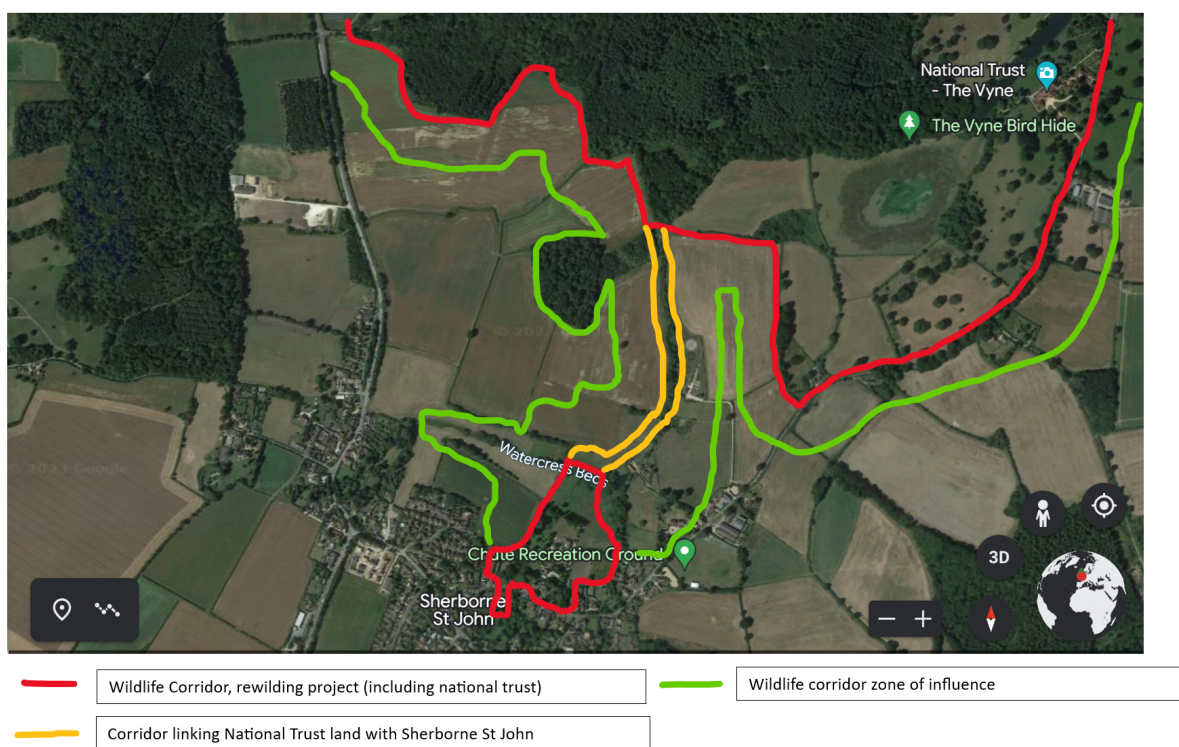 National Trust
- The Vyne
The Vyne Bird Hide
Watercress Beds
Chute Recreation Ground
Sherborne
St John
3D
© 2023 Google
Wildlife Corridor, rewilding project (including national trust)
Wildlife corridor zone of influence
Corridor linking National Trust land with Sherborne St John